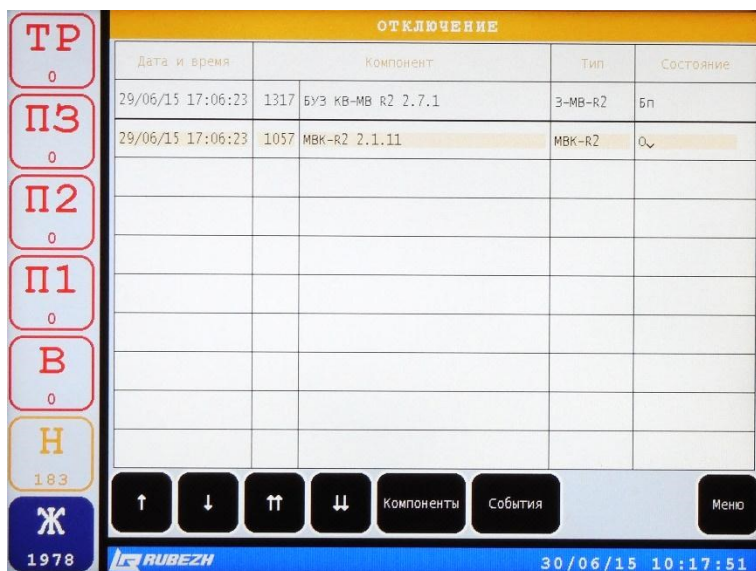 ТР
0
П3
0
П2
0
П1
0
В
0
Н
183
Ж
1978
ОТКЛЮЧЕНИЕ
Дата и время Компонент Тип Состояние
29/06/15 17:06:23 1317 БУЗ КВ-МВ R2 2.7.1 З-МВ-R2 Бп
29/06/15 17:06:23 1057 МВК-R2 2.1.11 МВК-R2 О
↑ ↓ ⇈ ⇊ Компоненты События Меню
RUBEZH 30/06/15 10:17:51